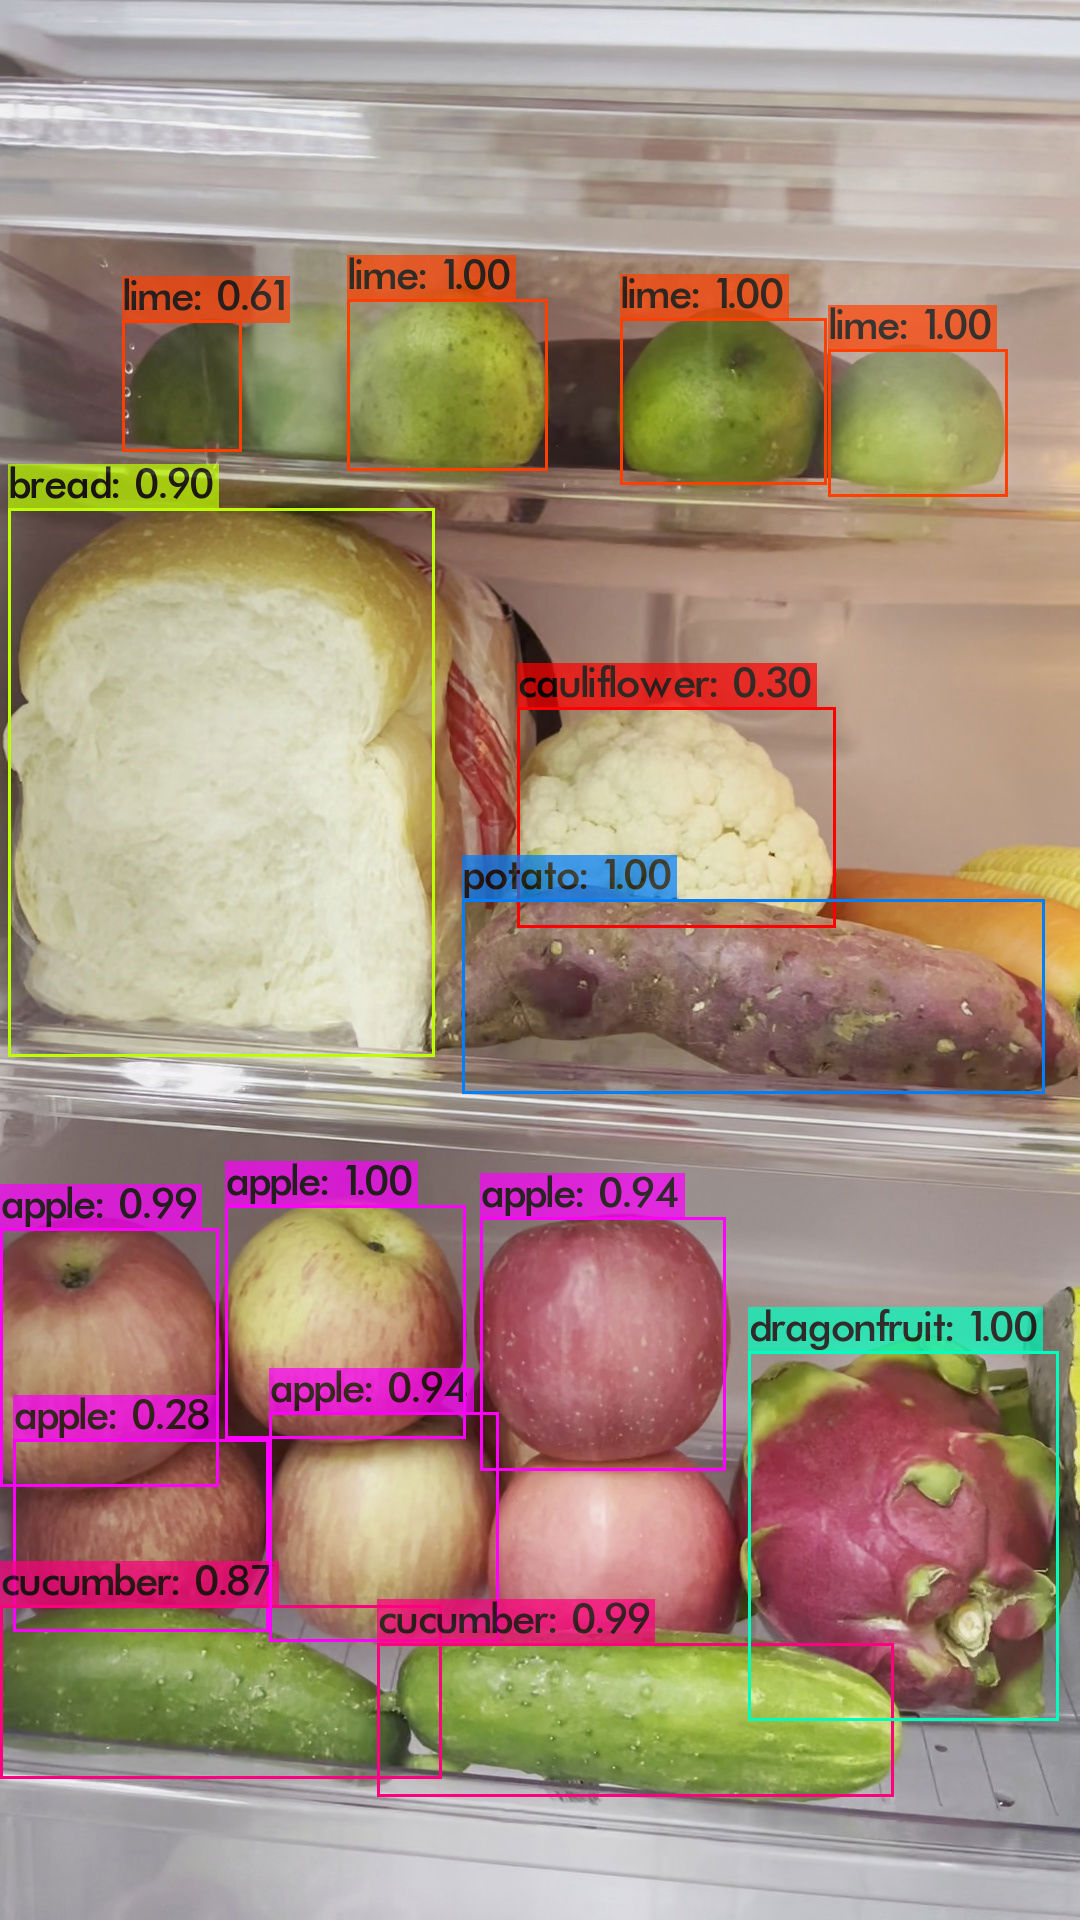 lime: 0.61
lime: 1.00
lime: 1.00
lime: 1.00
bread: 0.90
cauliflower: 0.30
potato: 1.00
apple: 0.99
apple: 1.00
apple: 0.94
dragonfruit: 1.00
apple: 0.28
apple: 0.94
cucumber: 0.87
cucumber: 0.99